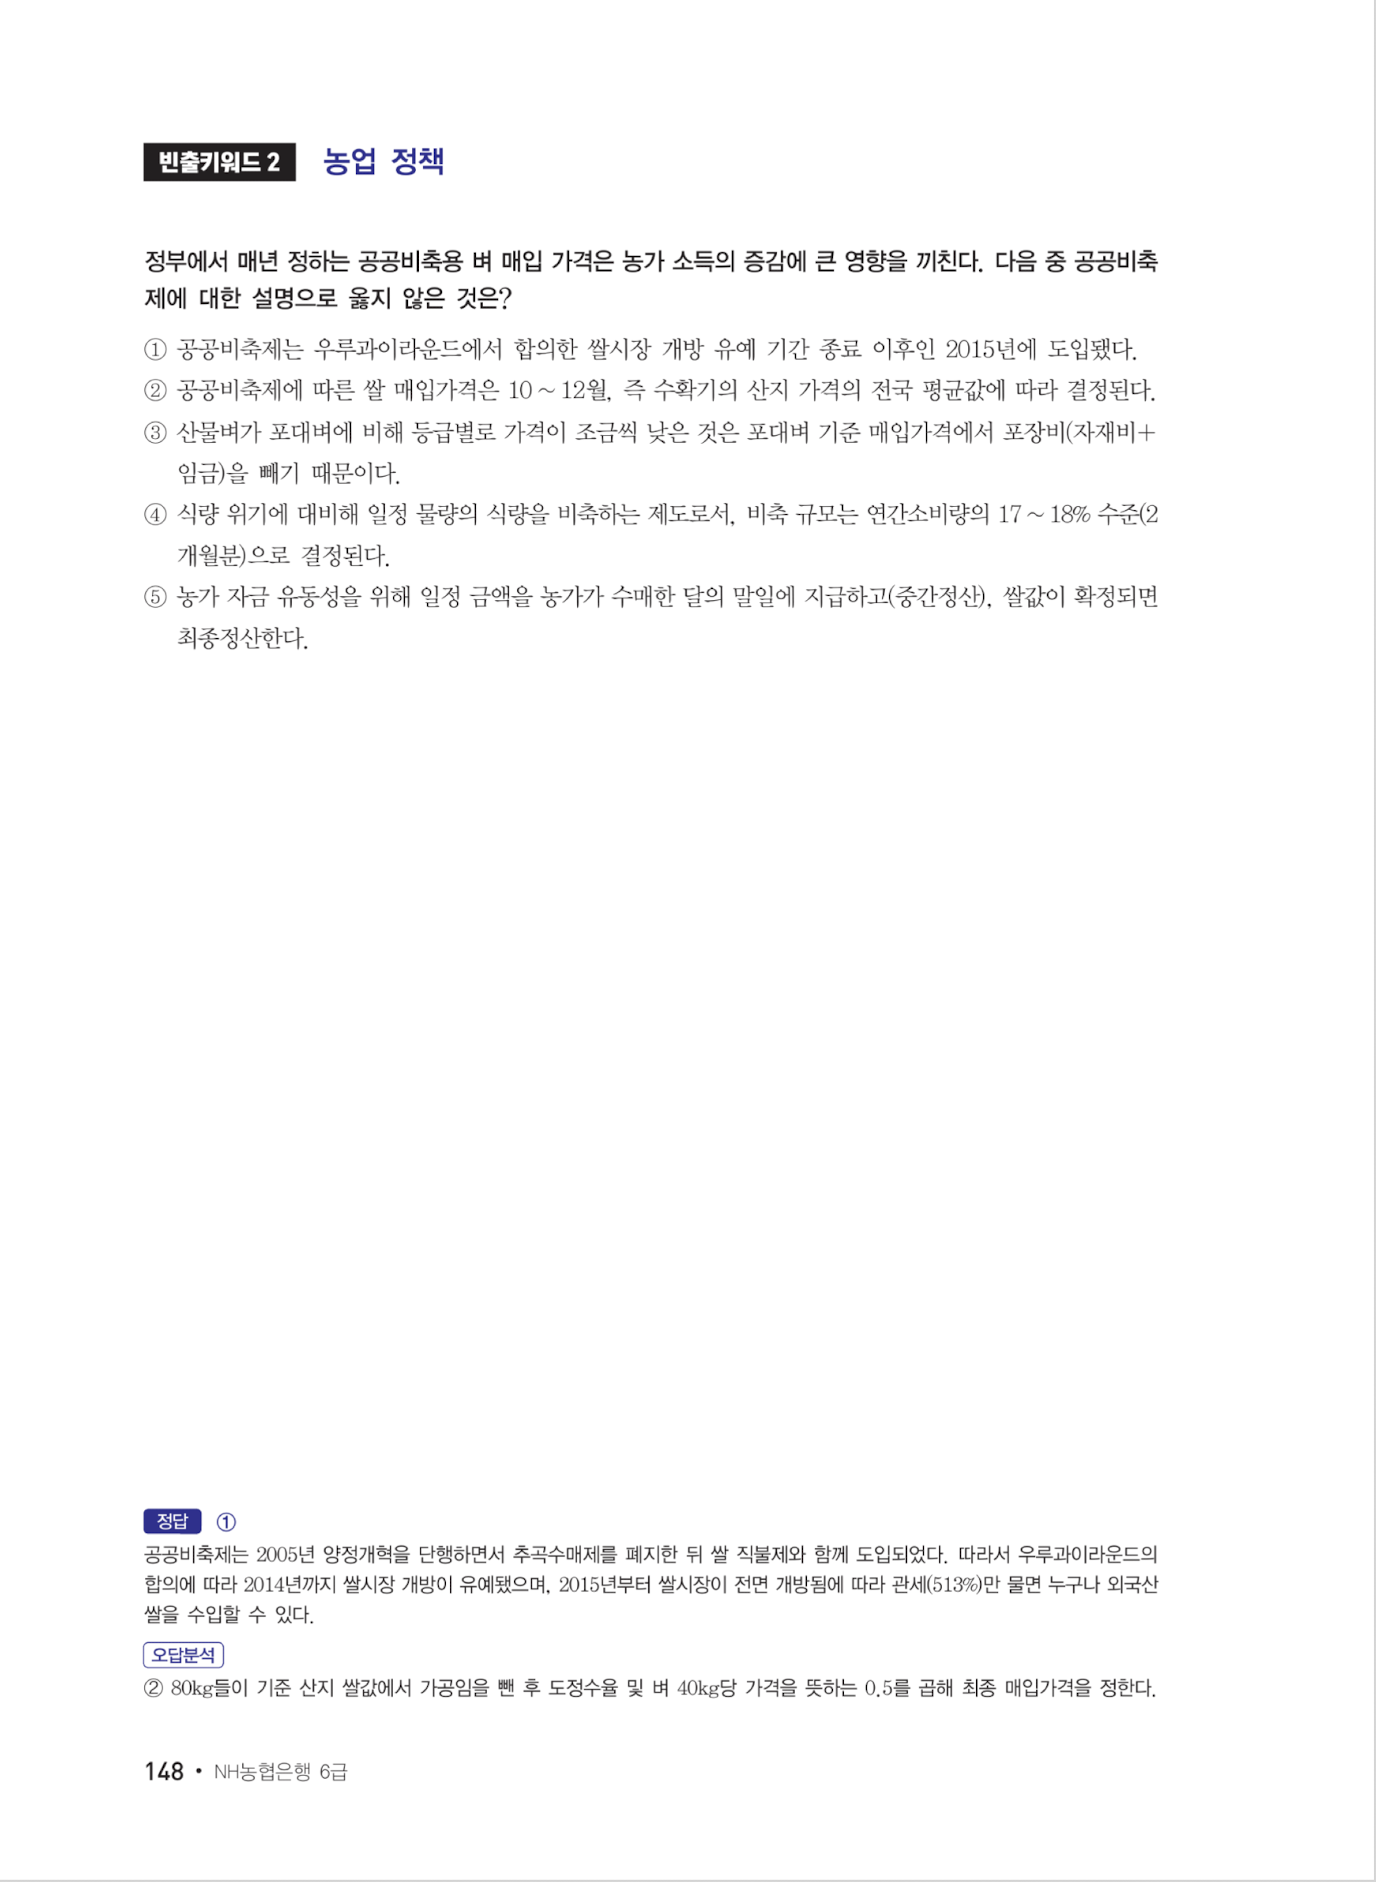 빈출키워드 2 농업 정책
정부에서 매년 정하는 공공비축용 벼 매입 가격은 농가 소득의 증감에 큰 영향을 끼친다. 다음 중 공공비축
제에 대한 설명으로 옳지 않은 것은?
① 공공비축제는 우루과이라운드에서 합의한 쌀시장 개방 유예 기간 종료 이후인 2015년에 도입됐다.
② 공공비축제에 따른 쌀 매입가격은 10 ~ 12월, 즉 수확기의 산지 가격의 전국 평균값에 따라 결정된다.
③ 산물벼가 포대벼에 비해 등급별로 가격이 조금씩 낮은 것은 포대벼 기준 매입가격에서 포장비(자재비+
임금)을 빼기 때문이다.
④ 식량 위기에 대비해 일정 물량의 식량을 비축하는 제도로서, 비축 규모는 연간소비량의 17 ~ 18% 수준(2
개월분)으로 결정된다.
⑤ 농가 자금 유동성을 위해 일정 금액을 농가가 수매한 달의 말일에 지급하고(중간정산), 쌀값이 확정되면
최종정산한다.
정답 ①
공공비축제는 2005년 양정개혁을 단행하면서 추곡수매제를 폐지한 뒤 쌀 직불제와 함께 도입되었다. 따라서 우루과이라운드의
합의에 따라 2014년까지 쌀시장 개방이 유예됐으며, 2015년부터 쌀시장이 전면 개방됨에 따라 관세(513%)만 물면 누구나 외국산
쌀을 수입할 수 있다.
오답분석
② 80kg들이 기준 산지 쌀값에서 가공임을 뺀 후 도정수율 및 벼 40kg당 가격을 뜻하는 0.5를 곱해 최종 매입가격을 정한다.
148 • NH농협은행 6급